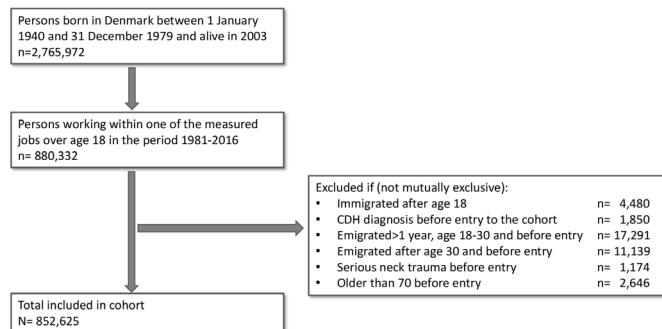 Persons born in Denmark between 1 January
1940 and 31 December 1979 and alive in 2003
n=2,765,972
Persons working within one of the measured
jobs over age 18 in the period 1981-2016
n= 880,332
Excluded if (not mutually exclusive):
• Immigrated after age 18 n= 4,480
• CDH diagnosis before entry to the cohort n= 1,850
• Emigrated>1 year, age 18-30 and before entry n= 17,291
• Emigrated after age 30 and before entry n= 11,139
• Serious neck trauma before entry n= 1,174
• Older than 70 before entry n= 2,646
Total included in cohort
N= 852,625